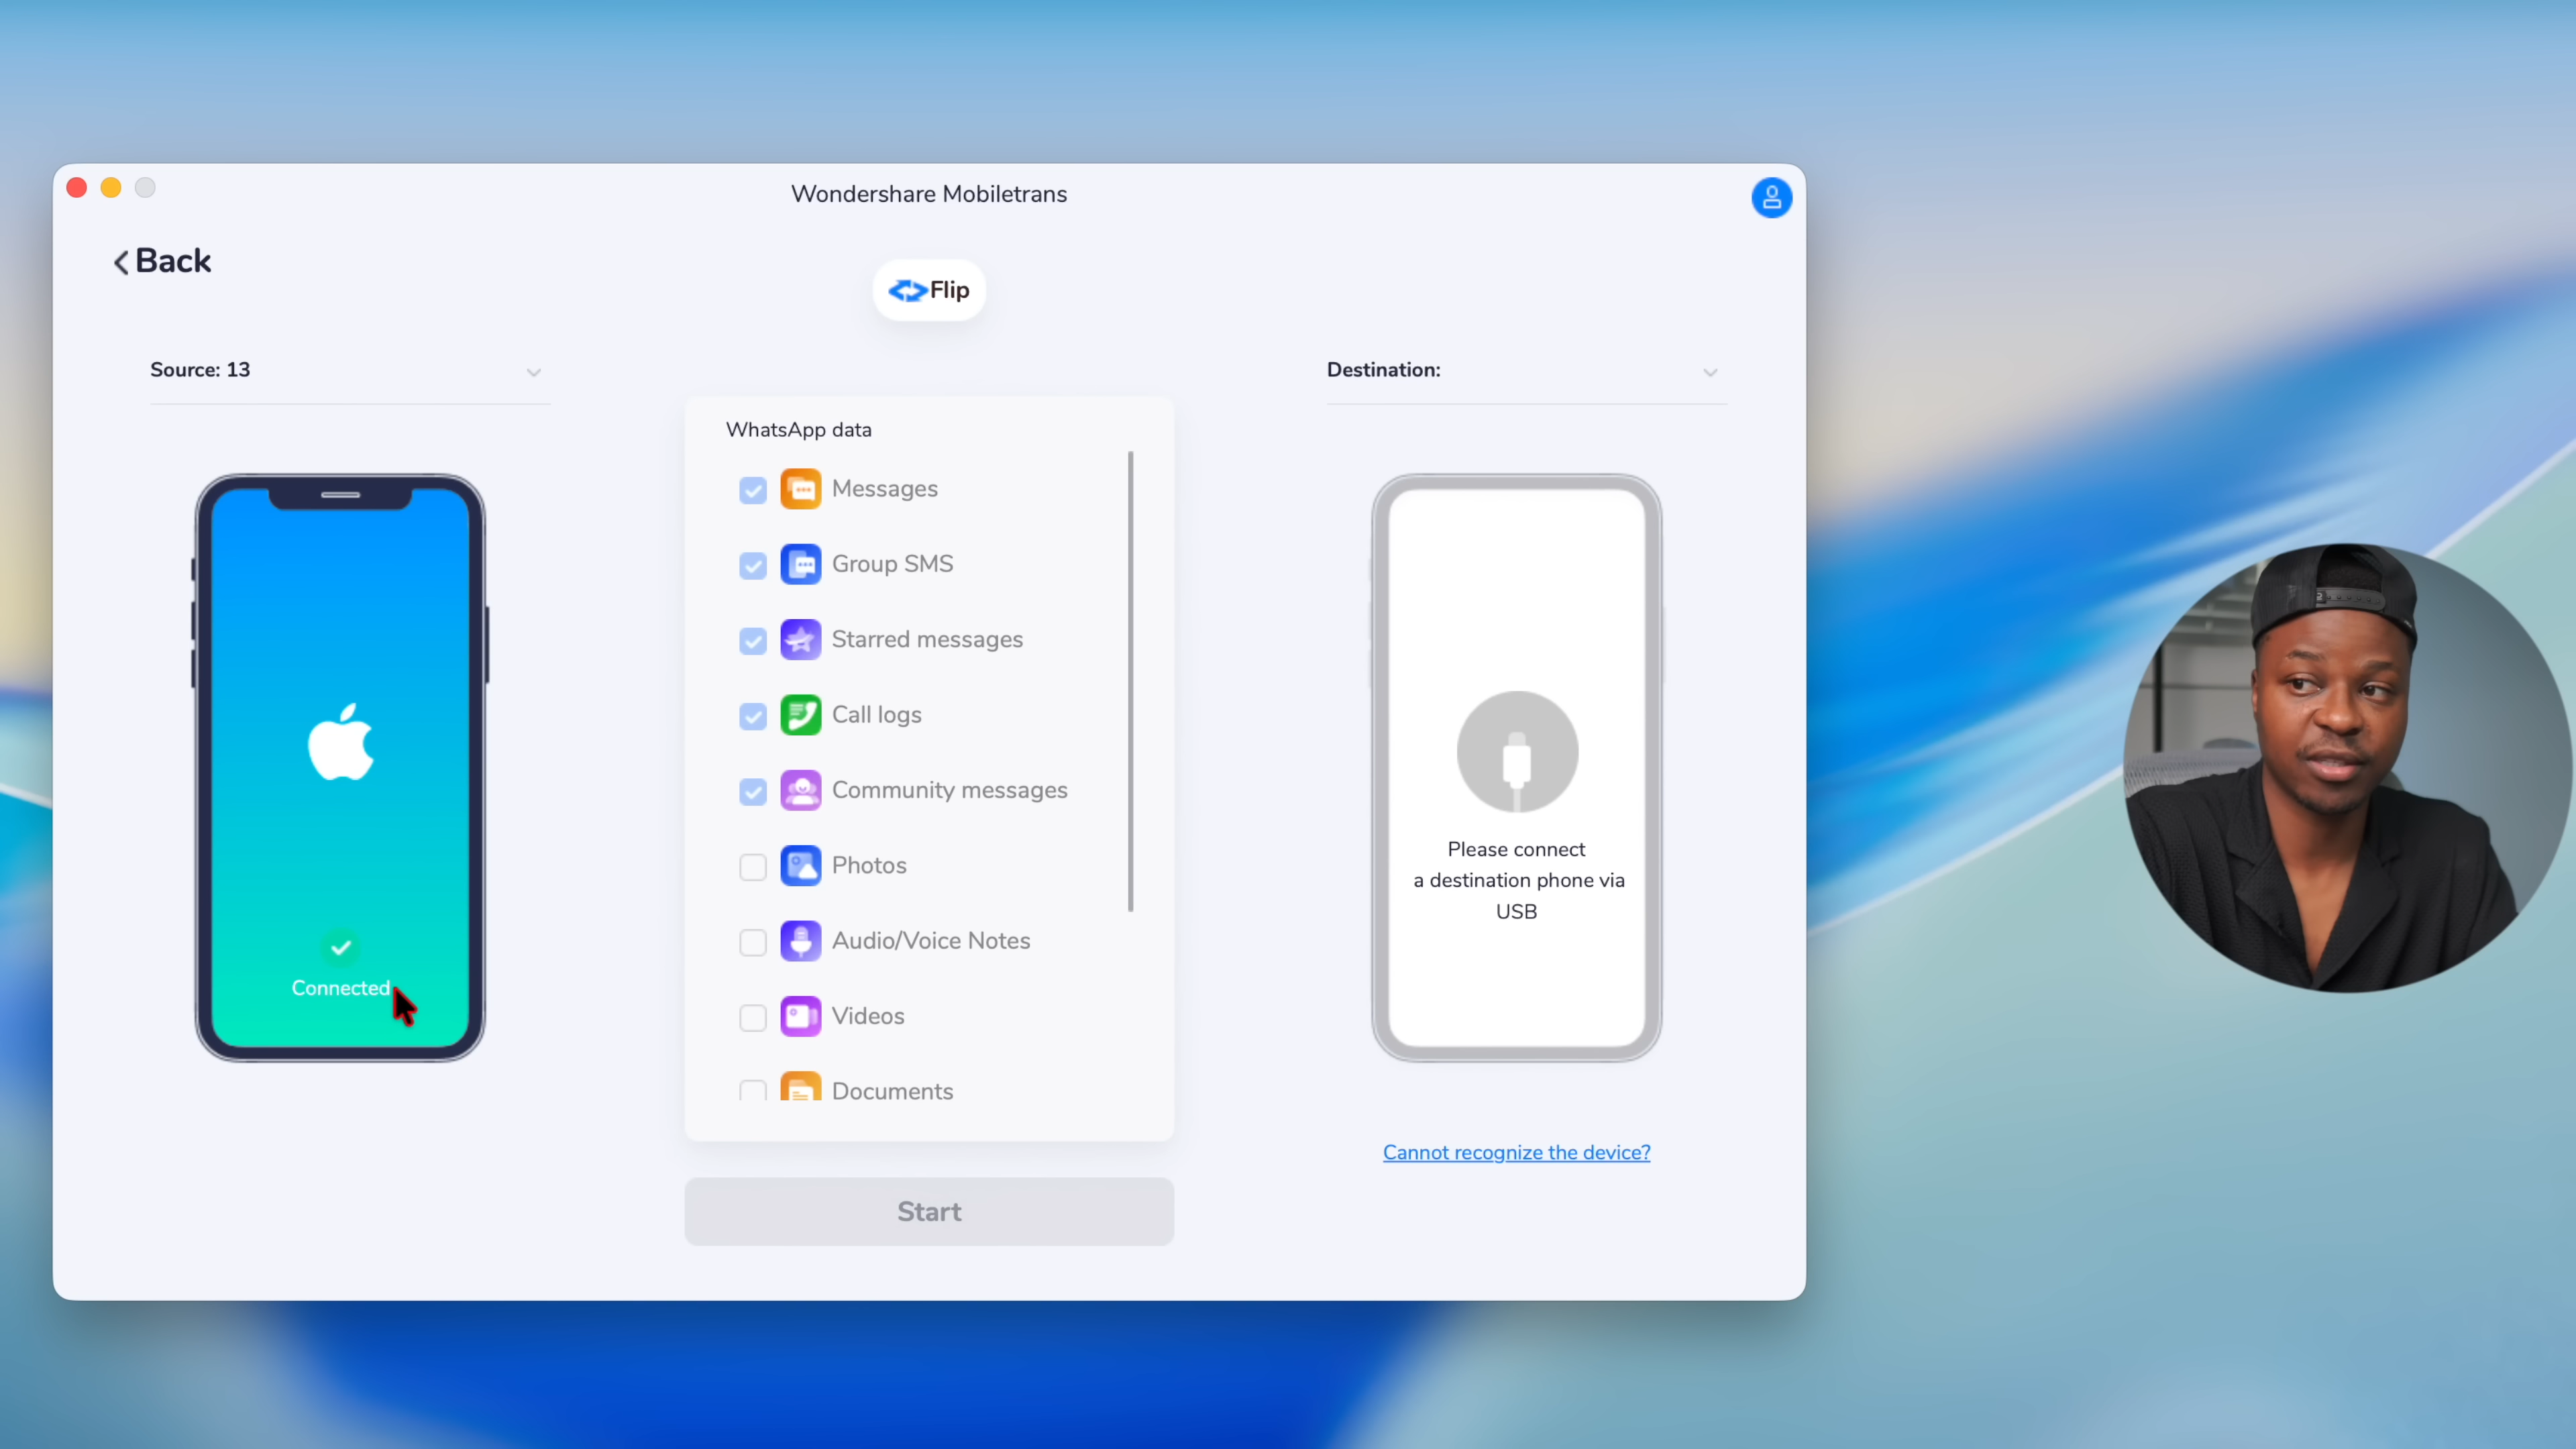 Wondershare Mobiletrans
Back
Flip
Source: 13
Destination:
WhatsApp data
Messages
Group SMS
Starred messages
Call logs
Community messages
Photos
Audio/Voice Notes
Videos
Documents
Connected
Please connect
a destination phone via
USB
Cannot recognize the device?
Start